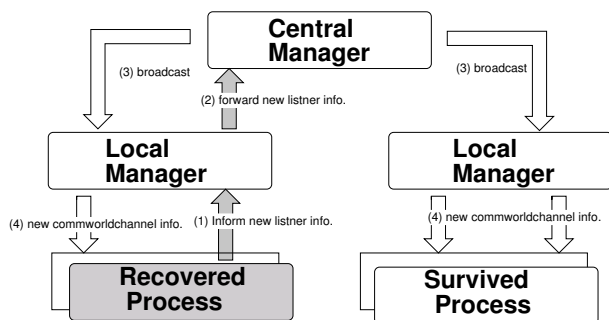 Central
Manager
(3) broadcast
(3) broadcast
(2) forward new listner info.
Local
Manager
Local
Manager
(4) new commworldchannel info.
(1) Inform new listner info.
(4) new commworldchannel info.
Recovered
Process
Survived
Process